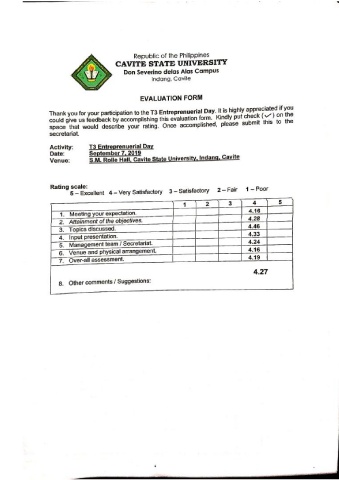 Republic of the Philippines
CAVITE STATE UNIVERSITY
Don Severino delas Alas Campus
Indang, Cavite
EVALUATION FORM
Thank you for your participation to the T3 Entreprenuerial Day. It is highly appreciated if you
could give us feedback by accomplishing this evaluation form. Kindly put check (✓) on the
space that would describe your rating. Once accomplished, please submit this to the
secretariat.
Activity: T3 Entreprenuerial Day
Date: September 7, 2019
Venue: S.M. Rolle Hall, Cavite State University, Indang, Cavite
Rating scale:
5 – Excellent 4 – Very Satisfactory 3 – Satisfactory 2 – Fair 1 – Poor
1 2 3 4 5
1. Meeting your expectation. 4.16
2. Attainment of the objectives. 4.28
3. Topics discussed. 4.46
4. Input presentation. 4.33
5. Management team / Secretariat. 4.24
6. Venue and physical arrangement. 4.16
7. Over-all assessment. 4.19
4.27
8. Other comments / Suggestions: